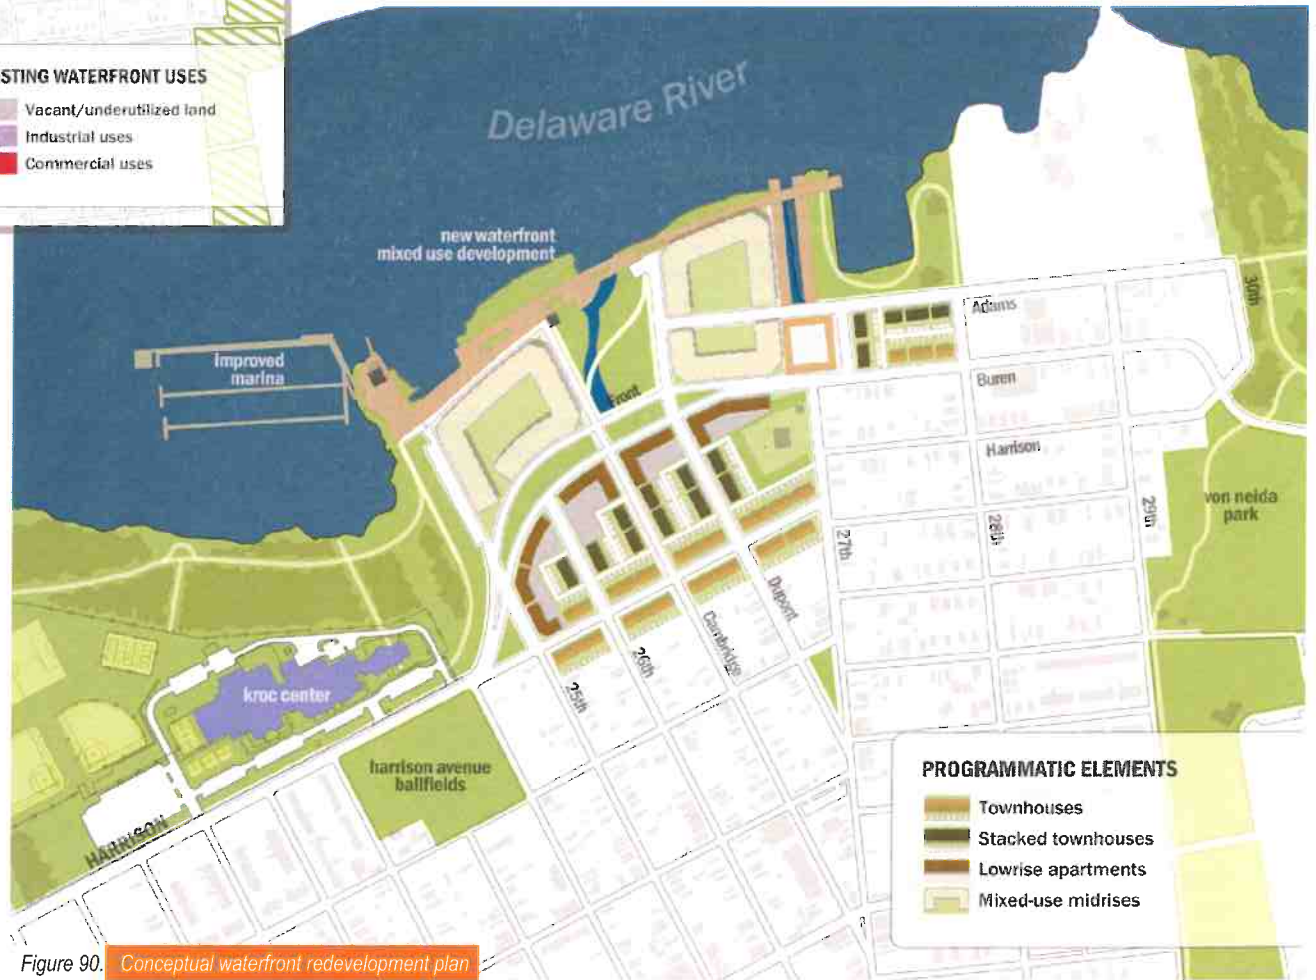 STING WATERFRONT USES
Vacant/underutilized land
Industrial uses
Commercial uses
Delaware River
new waterfront
mixed use development
Improved
marina
Adams
30th
Buren
Front
Harrison
29th
von neida
park
28th
27th
Dupont
Cambridge
26th
25th
kroc center
harrison avenue
ballfields
HARRISON
PROGRAMMATIC ELEMENTS
Townhouses
Stacked townhouses
Lowrise apartments
Mixed-use midrises
Figure 90. Conceptual waterfront redevelopment plan